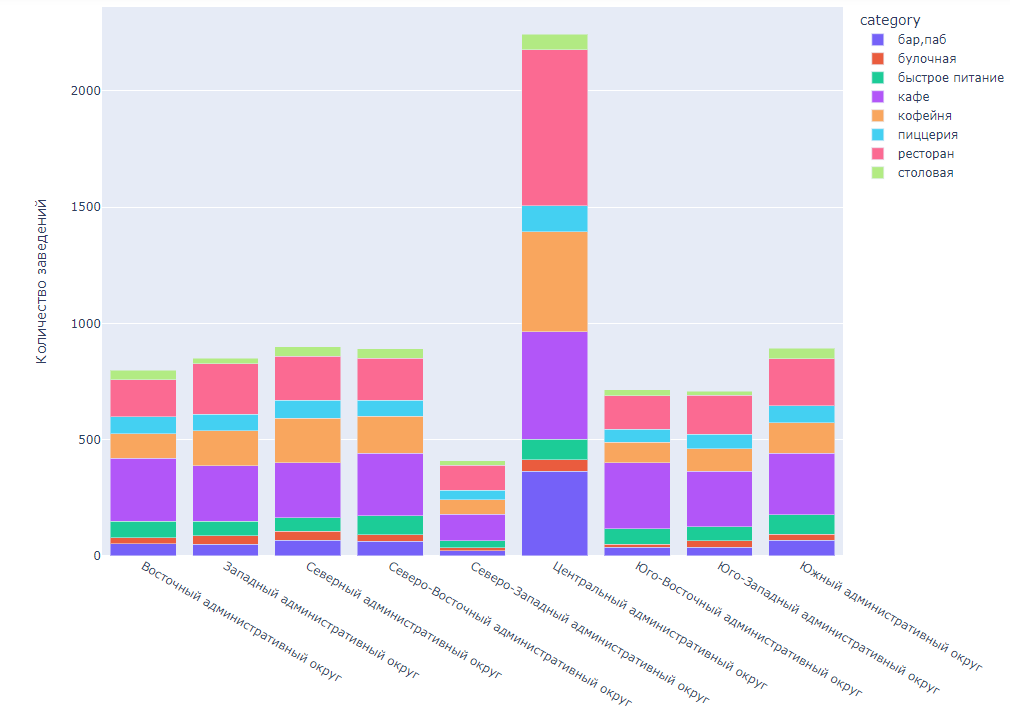 category
бар,паб
булочная
быстрое питание
кафе
кофейня
пиццерия
ресторан
столовая
Количество заведений
2000
1500
1000
500
0
Восточный административный округ
Западный административный округ
Северный административный округ
Северо-Восточный административный округ
Северо-Западный административный округ
Центральный административный округ
Юго-Восточный административный округ
Юго-Западный административный округ
Южный административный округ